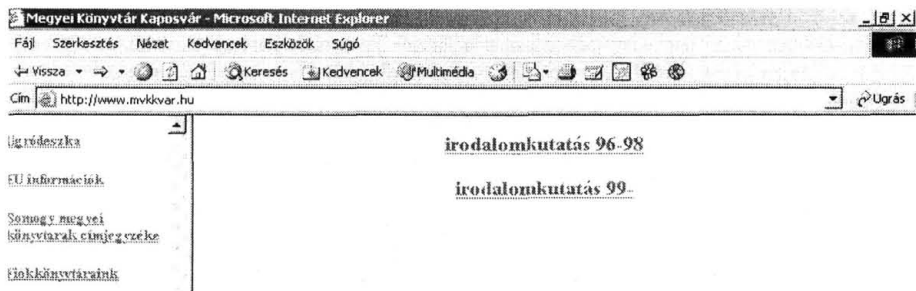 Megyei Könyvtár Kaposvár - Microsoft Internet Explorer
Fájl Szerkesztés Nézet Kedvencek Eszközök Súgó
Vissza Keresés Kedvencek Multimédia
Cím http://www.mvkkvar.hu Ugrás
Ugródeszka
irodalomkutatás 96-98
EU információk
irodalomkutatás 99-
Somogy megyei
könyvtárak címjegyzéke
Fiókkönyvtáraink